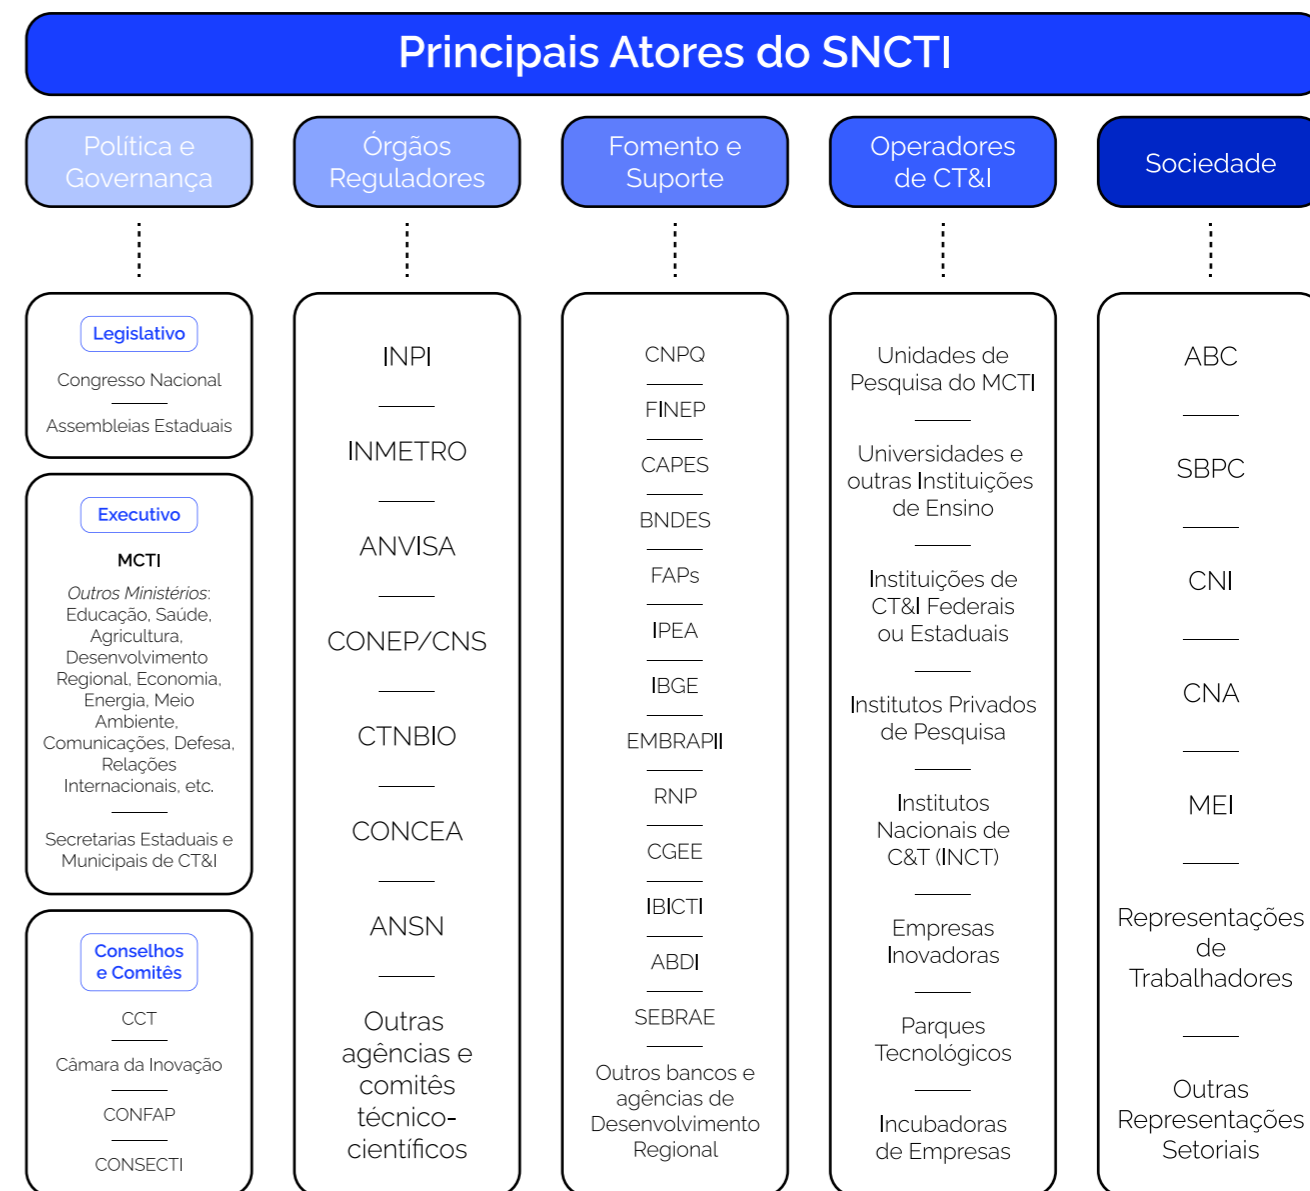 Principais Atores do SNCTI
Política e
Governança
Órgãos
Reguladores
Fomento e
Suporte
Operadores
de CT&I
Sociedade
Legislativo
Congresso Nacional
Assembleias Estaduais
Executivo
MCTI
Outros Ministérios:
Educação, Saúde,
Agricultura,
Desenvolvimento
Regional, Economia,
Energia, Meio
Ambiente,
Comunicações, Defesa,
Relações
Internacionais, etc.
Secretarias Estaduais e
Municipais de CT&I
Conselhos
e Comitês
CCT
Câmara da Inovação
CONFAP
CONSECTI
INPI
INMETRO
ANVISA
CONEP/CNS
CTNBIO
CONCEA
ANSN
Outras
agências e
comitês
técnico-
científicos
CNPQ
FINEP
CAPES
BNDES
FAPs
IPEA
IBGE
EMBRAPII
RNP
CGEE
IBICTI
ABDI
SEBRAE
Outros bancos e
agências de
Desenvolvimento
Regional
Unidades de
Pesquisa do MCTI
Universidades e
outras Instituições
de Ensino
Instituições de
CT&I Federais
ou Estaduais
Institutos Privados
de Pesquisa
Institutos
Nacionais de
C&T (INCT)
Empresas
Inovadoras
Parques
Tecnológicos
Incubadoras
de Empresas
ABC
SBPC
CNI
CNA
MEI
Representações
de
Trabalhadores
Outras
Representações
Setoriais